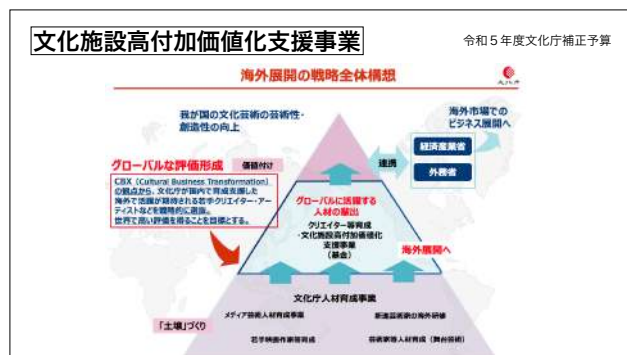 文化施設高付加価値化支援事業
令和5年度文化庁補正予算
海外展開の戦略全体構想
文化庁
我が国の文化芸術の芸術性・
創造性の向上
海外市場での
ビジネス展開へ
経済産業省
連携
外務省
グローバルな評価形成
価値付け
CBX（Cultural Business Transformation）
の観点から、文化庁が国内で育成支援した
海外で活躍が期待される若手クリエイター・アー
ティストなどを戦略的に選抜。
世界で高い評価を得ることを目標とする。
グローバルに活躍する
人材の輩出
クリエイター等育成
・文化施設高付加価値化
支援事業
（基金）
海外展開へ
文化庁人材育成事業
「土壌」づくり
メディア芸術人材育成事業
新進芸術家の海外研修
若手映画作家等育成
芸術家等人材育成（舞台芸術）